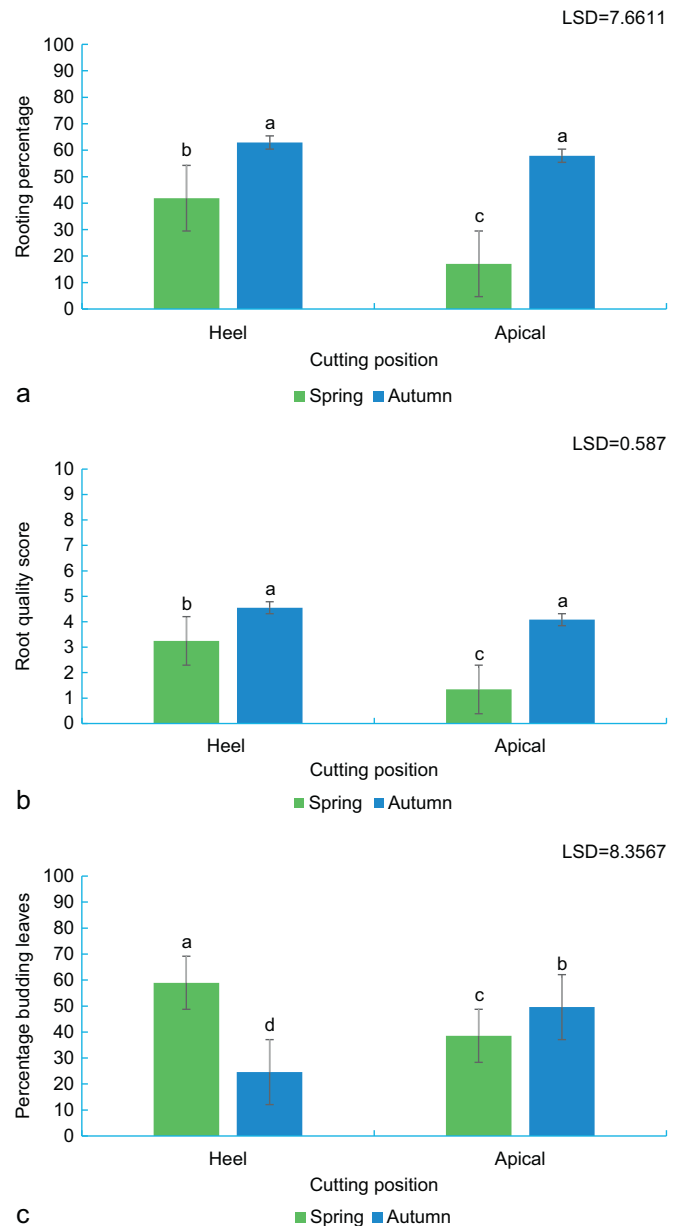 LSD=7.6611
100
90
80
70
60
50
40
30
20
10
0
Rooting percentage
b
a
c
a
Heel
Apical
Cutting position
a
Spring Autumn
LSD=0.587
10
9
8
7
6
5
4
3
2
1
0
Root quality score
b
a
c
a
Heel
Apical
Cutting position
b
Spring Autumn
LSD=8.3567
100
90
80
70
60
50
40
30
20
10
0
Percentage budding leaves
a
d
c
b
Heel
Apical
Cutting position
c
Spring Autumn